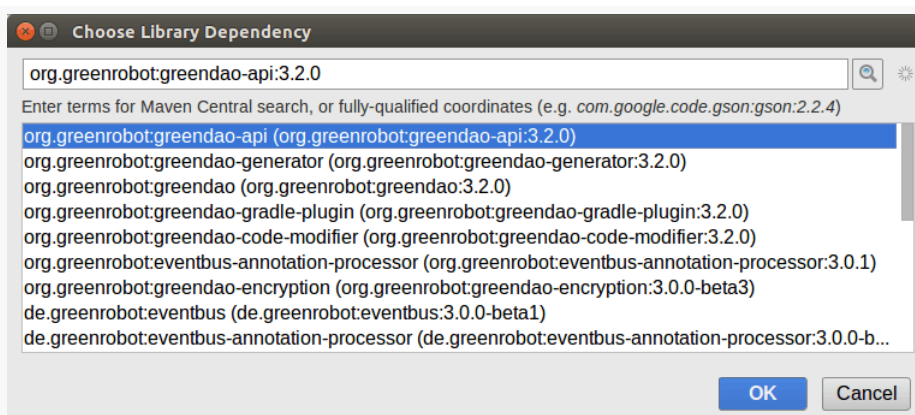 Choose Library Dependency
org.greenrobot:greendao-api:3.2.0
Enter terms for Maven Central search, or fully-qualified coordinates (e.g. com.google.code.gson:gson:2.2.4)
org.greenrobot:greendao-api (org.greenrobot:greendao-api:3.2.0)
org.greenrobot:greendao-generator (org.greenrobot:greendao-generator:3.2.0)
org.greenrobot:greendao (org.greenrobot:greendao:3.2.0)
org.greenrobot:greendao-gradle-plugin (org.greenrobot:greendao-gradle-plugin:3.2.0)
org.greenrobot:greendao-code-modifier (org.greenrobot:greendao-code-modifier:3.2.0)
org.greenrobot:eventbus-annotation-processor (org.greenrobot:eventbus-annotation-processor:3.0.1)
org.greenrobot:greendao-encryption (org.greenrobot:greendao-encryption:3.0.0-beta3)
de.greenrobot:eventbus (de.greenrobot:eventbus:3.0.0-beta1)
de.greenrobot:eventbus-annotation-processor (de.greenrobot:eventbus-annotation-processor:3.0.0-b...
OK Cancel